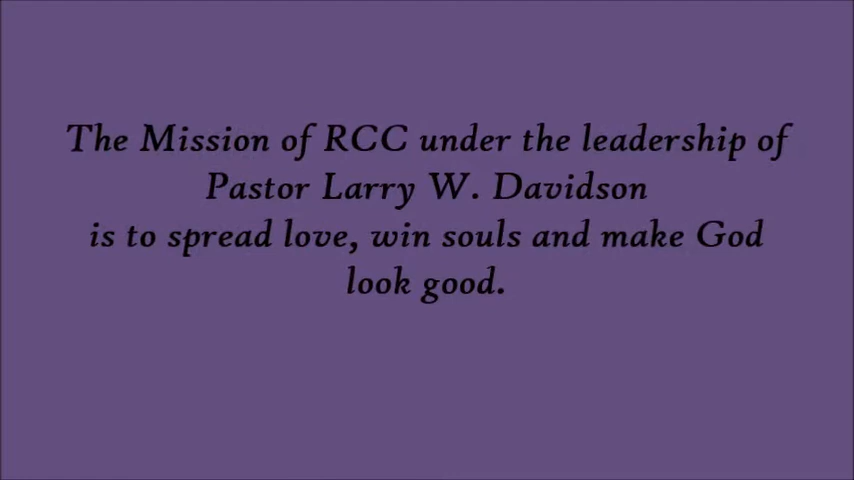 The Mission of RCC under the leadership of
Pastor Larry W. Davidson
is to spread love, win souls and make God
look good.